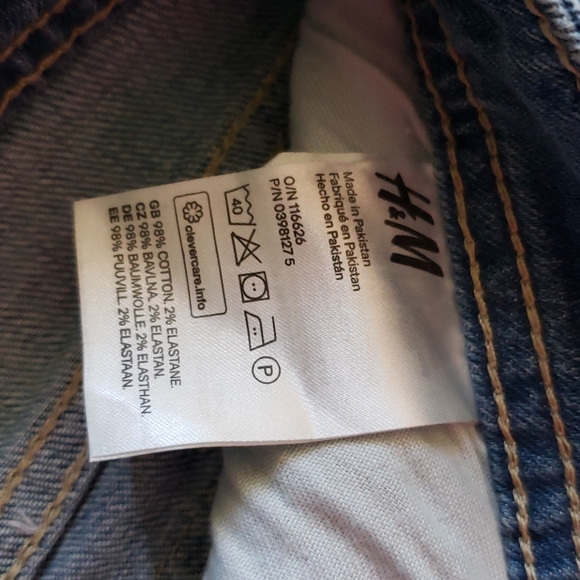 H&M
Made in Pakistan
Fabriqué en Pakistan
Hecho en Pakistán
O/N 116626
P/N 0398127 5
40
P
clevercare.info
GB 98% COTTON. 2% ELASTANE.
CZ 98% BAVLNA. 2% ELASTAN.
DE 98% BAUMWOLLE. 2% ELASTHAN.
EE 98% PUUVILL. 2% ELASTAAN.